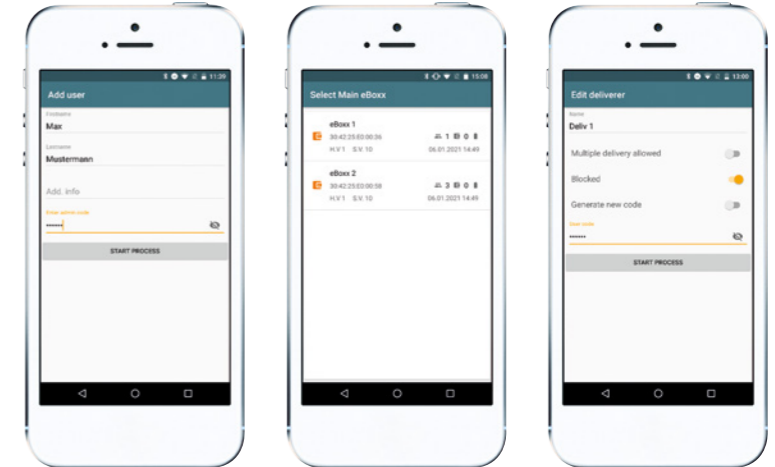 11:39
Add user
Firstname
Max
Lastname
Mustermann
Add. info
Enter admin code
START PROCESS
15:08
Select Main eBoxx
eBoxx 1
30:42:25:E0:00:36 1 0
H.V 1 S.V. 10 06.01.2021 14:49
eBoxx 2
30:42:25:E0:00:58 3 0
H.V 1 S.V. 10 06.01.2021 14:49
13:00
Edit deliverer
Name
Deliv 1
Multiple delivery allowed
Blocked
Generate new code
START PROCESS